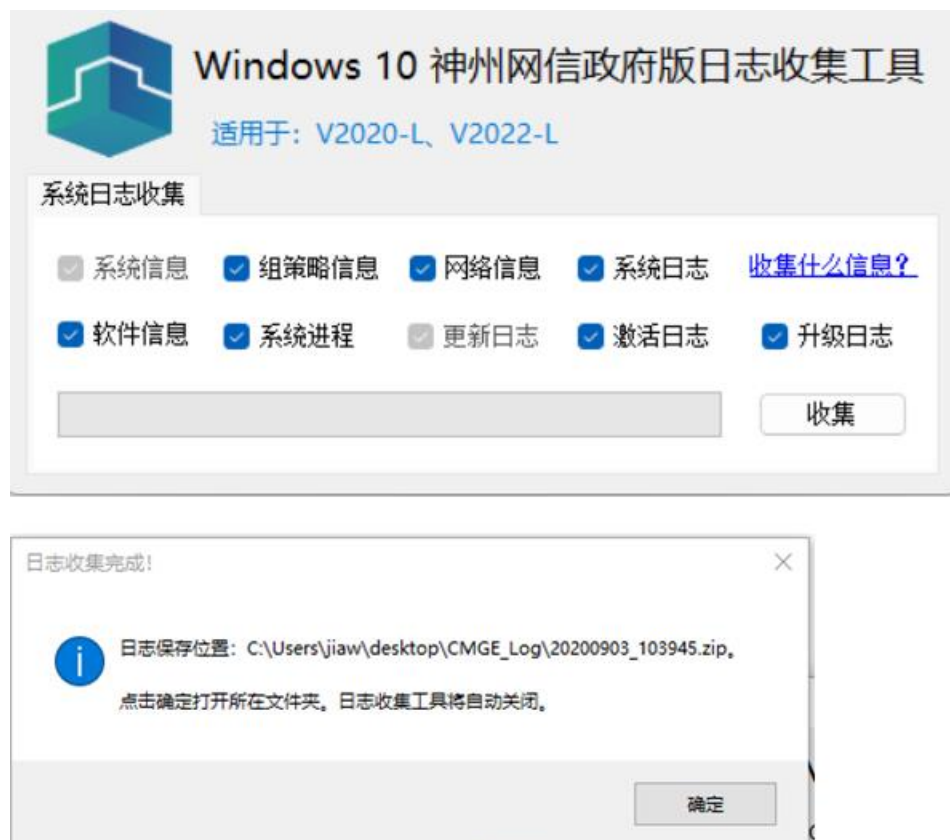 Windows 10 神州网信政府版日志收集工具
适用于：V2020-L、V2022-L
系统日志收集
系统信息 组策略信息 网络信息 系统日志 收集什么信息？
软件信息 系统进程 更新日志 激活日志 升级日志
收集
日志收集完成!
日志保存位置：C:\Users\jiaw\desktop\CMGE_Log\20200903_103945.zip。
点击确定打开所在文件夹。日志收集工具将自动关闭。
确定